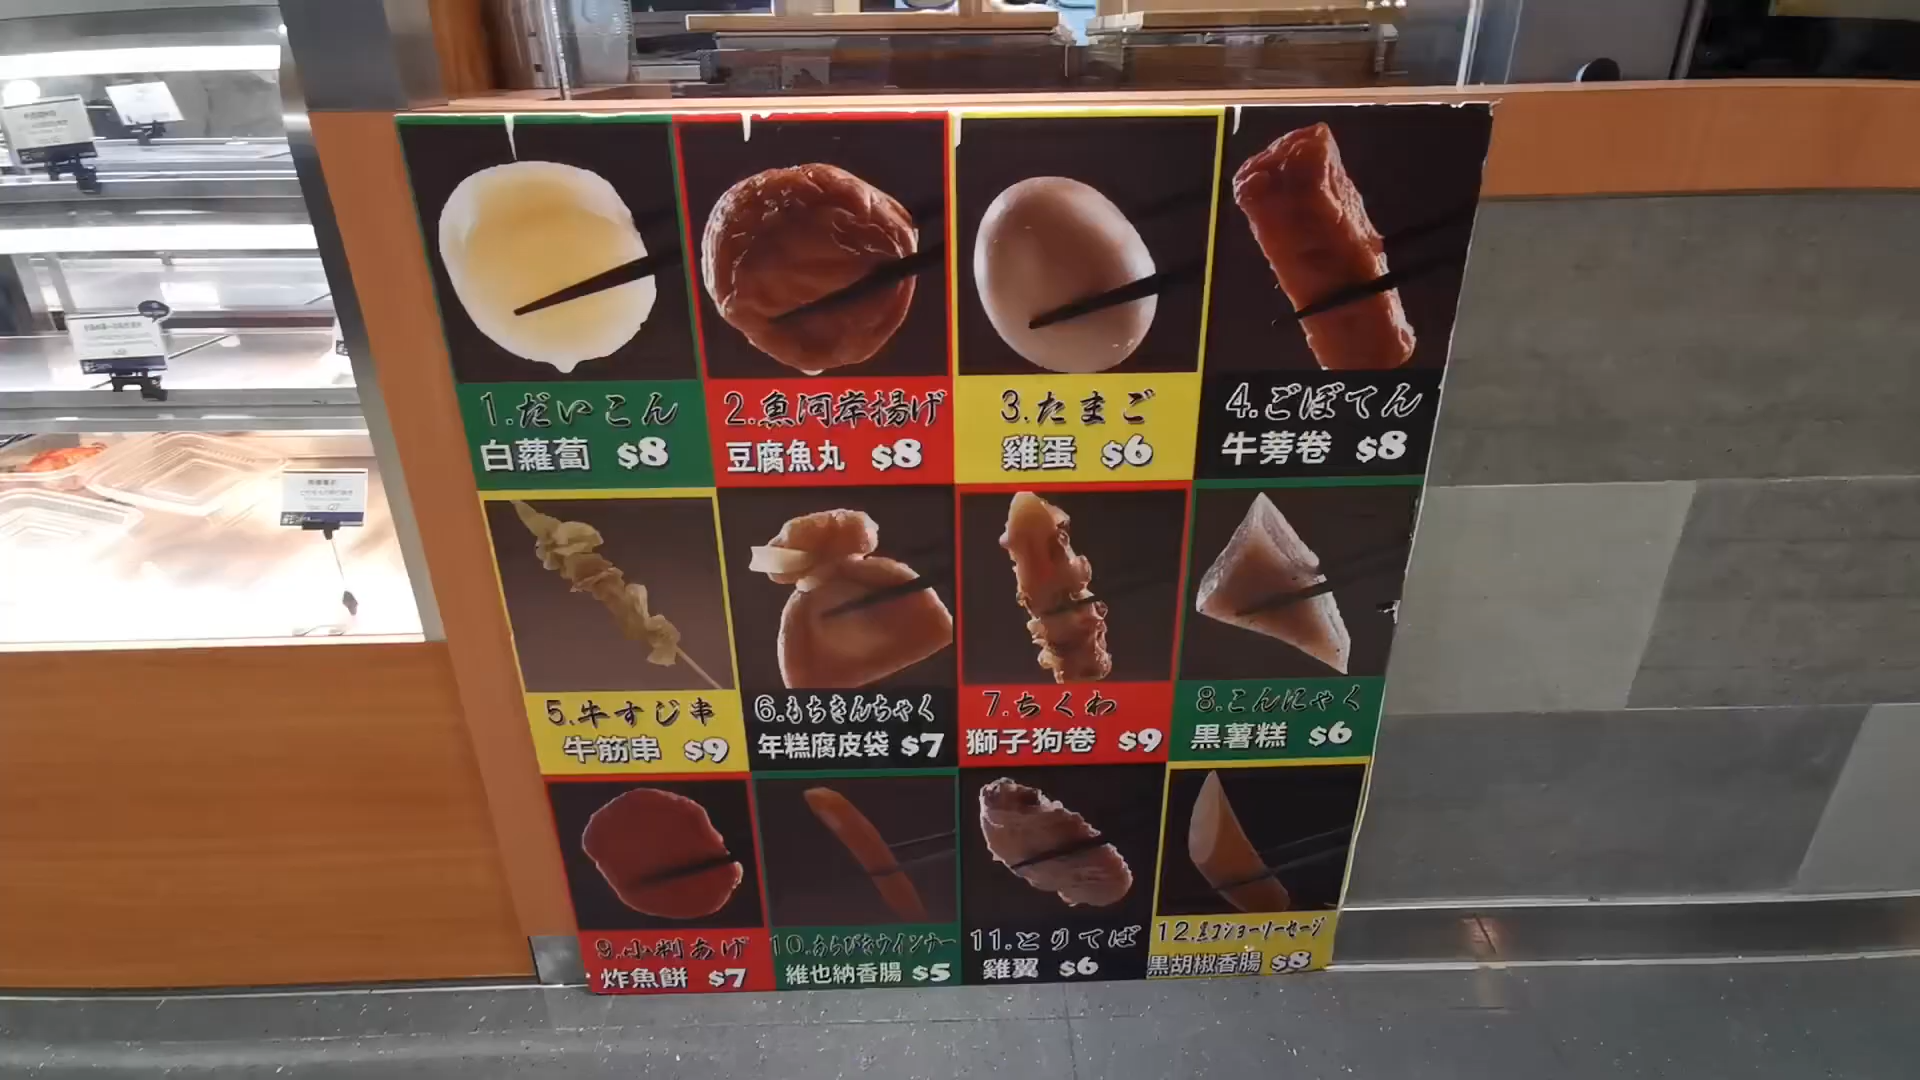 1.だいこん
白蘿蔔 $8
2.魚河岸揚げ
豆腐魚丸 $8
3.たまご
雞蛋 $6
4.ごぼてん
牛蒡卷 $8
5.牛すじ串
牛筋串 $9
6.もちきんちゃく
年糕腐皮袋 $7
7.ちくわ
獅子狗卷 $9
8.こんにゃく
黑薯糕 $6
9.小判あげ
炸魚餅 $7
10.あらびきウインナー
維也納香腸 $5
11.とりてば
雞翼 $6
12.黒コショーソーセージ
黑胡椒香腸 $8